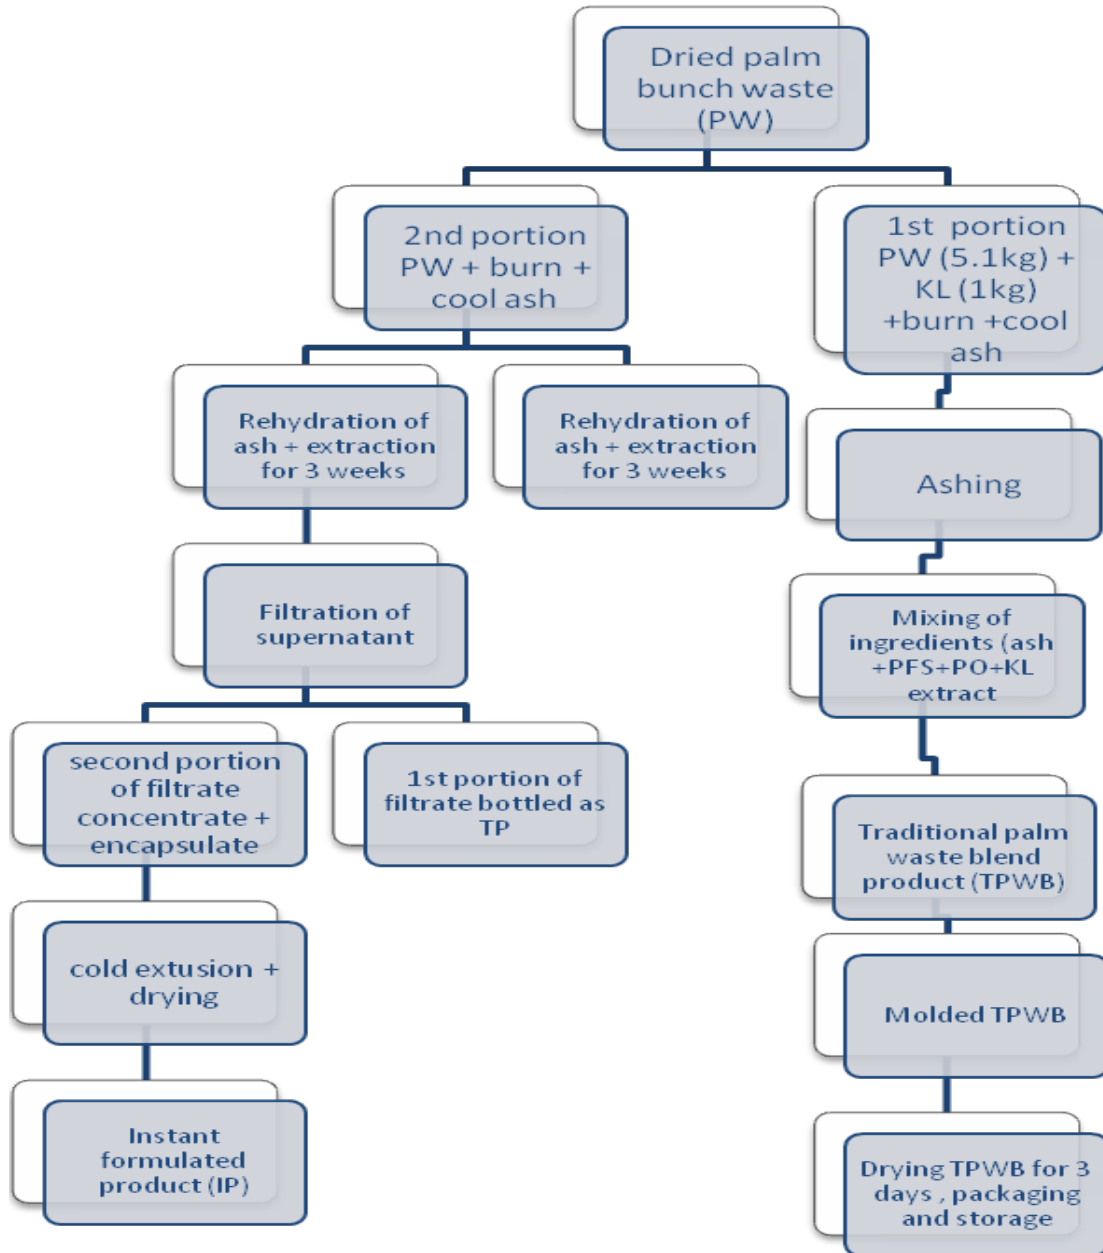 Dried palm
bunch waste
(PW)
2nd portion
PW + burn +
cool ash
1st portion
PW (5.1kg) +
KL (1kg)
+burn +cool
ash
Rehydration of
ash + extraction
for 3 weeks
Rehydration of
ash + extraction
for 3 weeks
Ashing
Filtration of
supernatant
Mixing of
ingredients (ash
+PFS+PO+KL
extract
second portion
of filtrate
concentrate +
encapsulate
1st portion of
filtrate bottled as
TP
Traditional palm
waste blend
product (TPWB)
cold extusion +
drying
Molded TPWB
Instant
formulated
product (IP)
Drying TPWB for 3
days , packaging
and storage